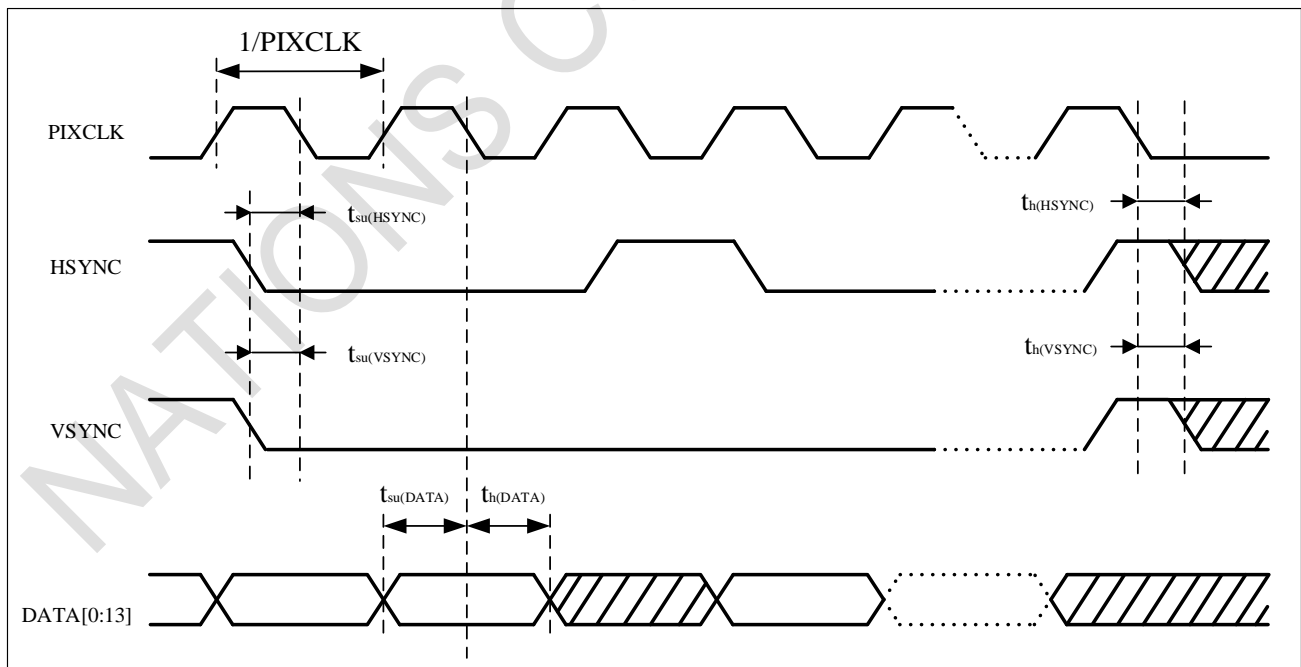 1/PIXCLK
PIXCLK
tsu(HSYNC)
th(HSYNC)
HSYNC
tsu(VSYNC)
th(VSYNC)
VSYNC
tsu(DATA) th(DATA)
DATA[0:13]
NATIONS C